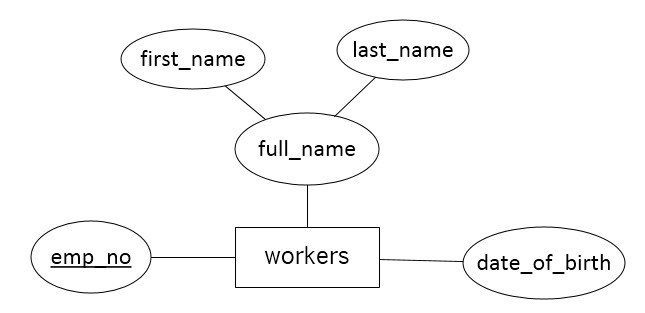 first_name
last_name
full_name
emp_no
workers
date_of_birth